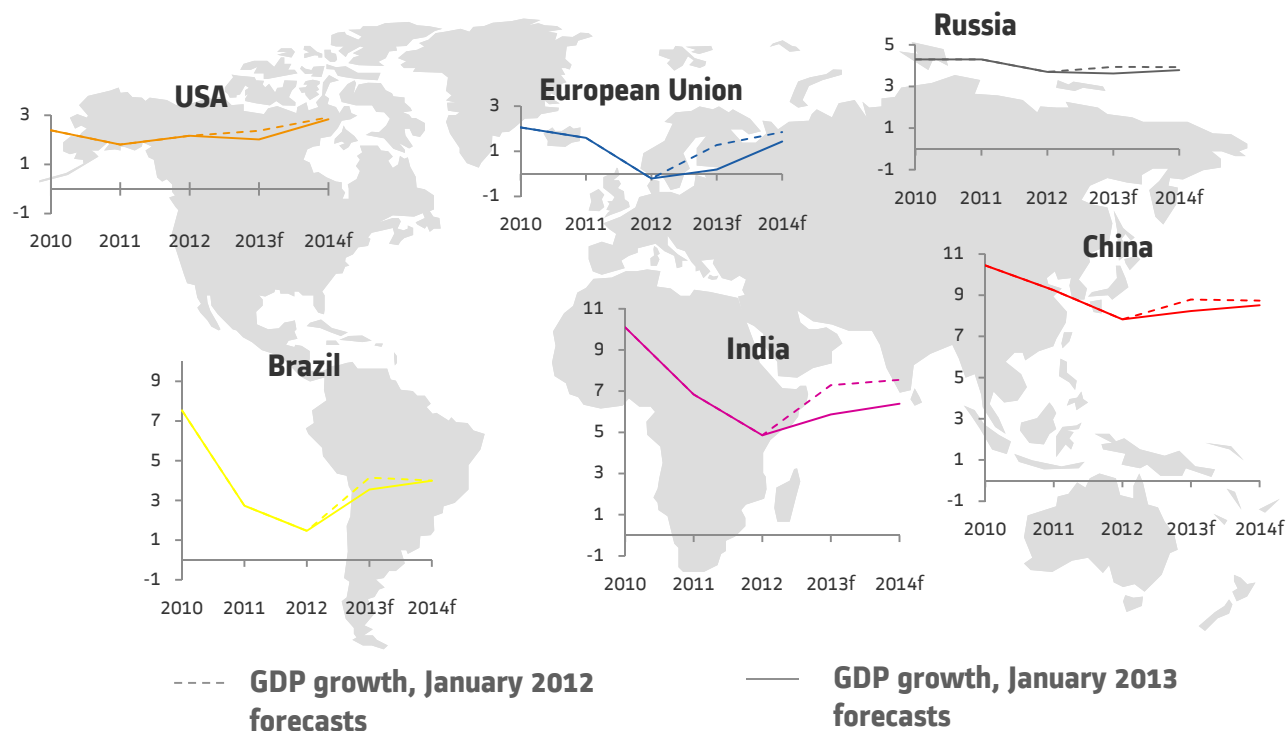 USA
3
1
-1
2010 2011 2012 2013f 2014f
European Union
3
1
-1
2010 2011 2012 2013f 2014f
Russia
5
3
1
-1
2010 2011 2012 2013f 2014f
Brazil
9
7
5
3
1
-1
2010 2011 2012 2013f 2014f
India
11
9
7
5
3
1
-1
2010 2011 2012 2013f 2014f
China
11
9
7
5
3
1
-1
2010 2011 2012 2013f 2014f
GDP growth, January 2012
forecasts
GDP growth, January 2013
forecasts